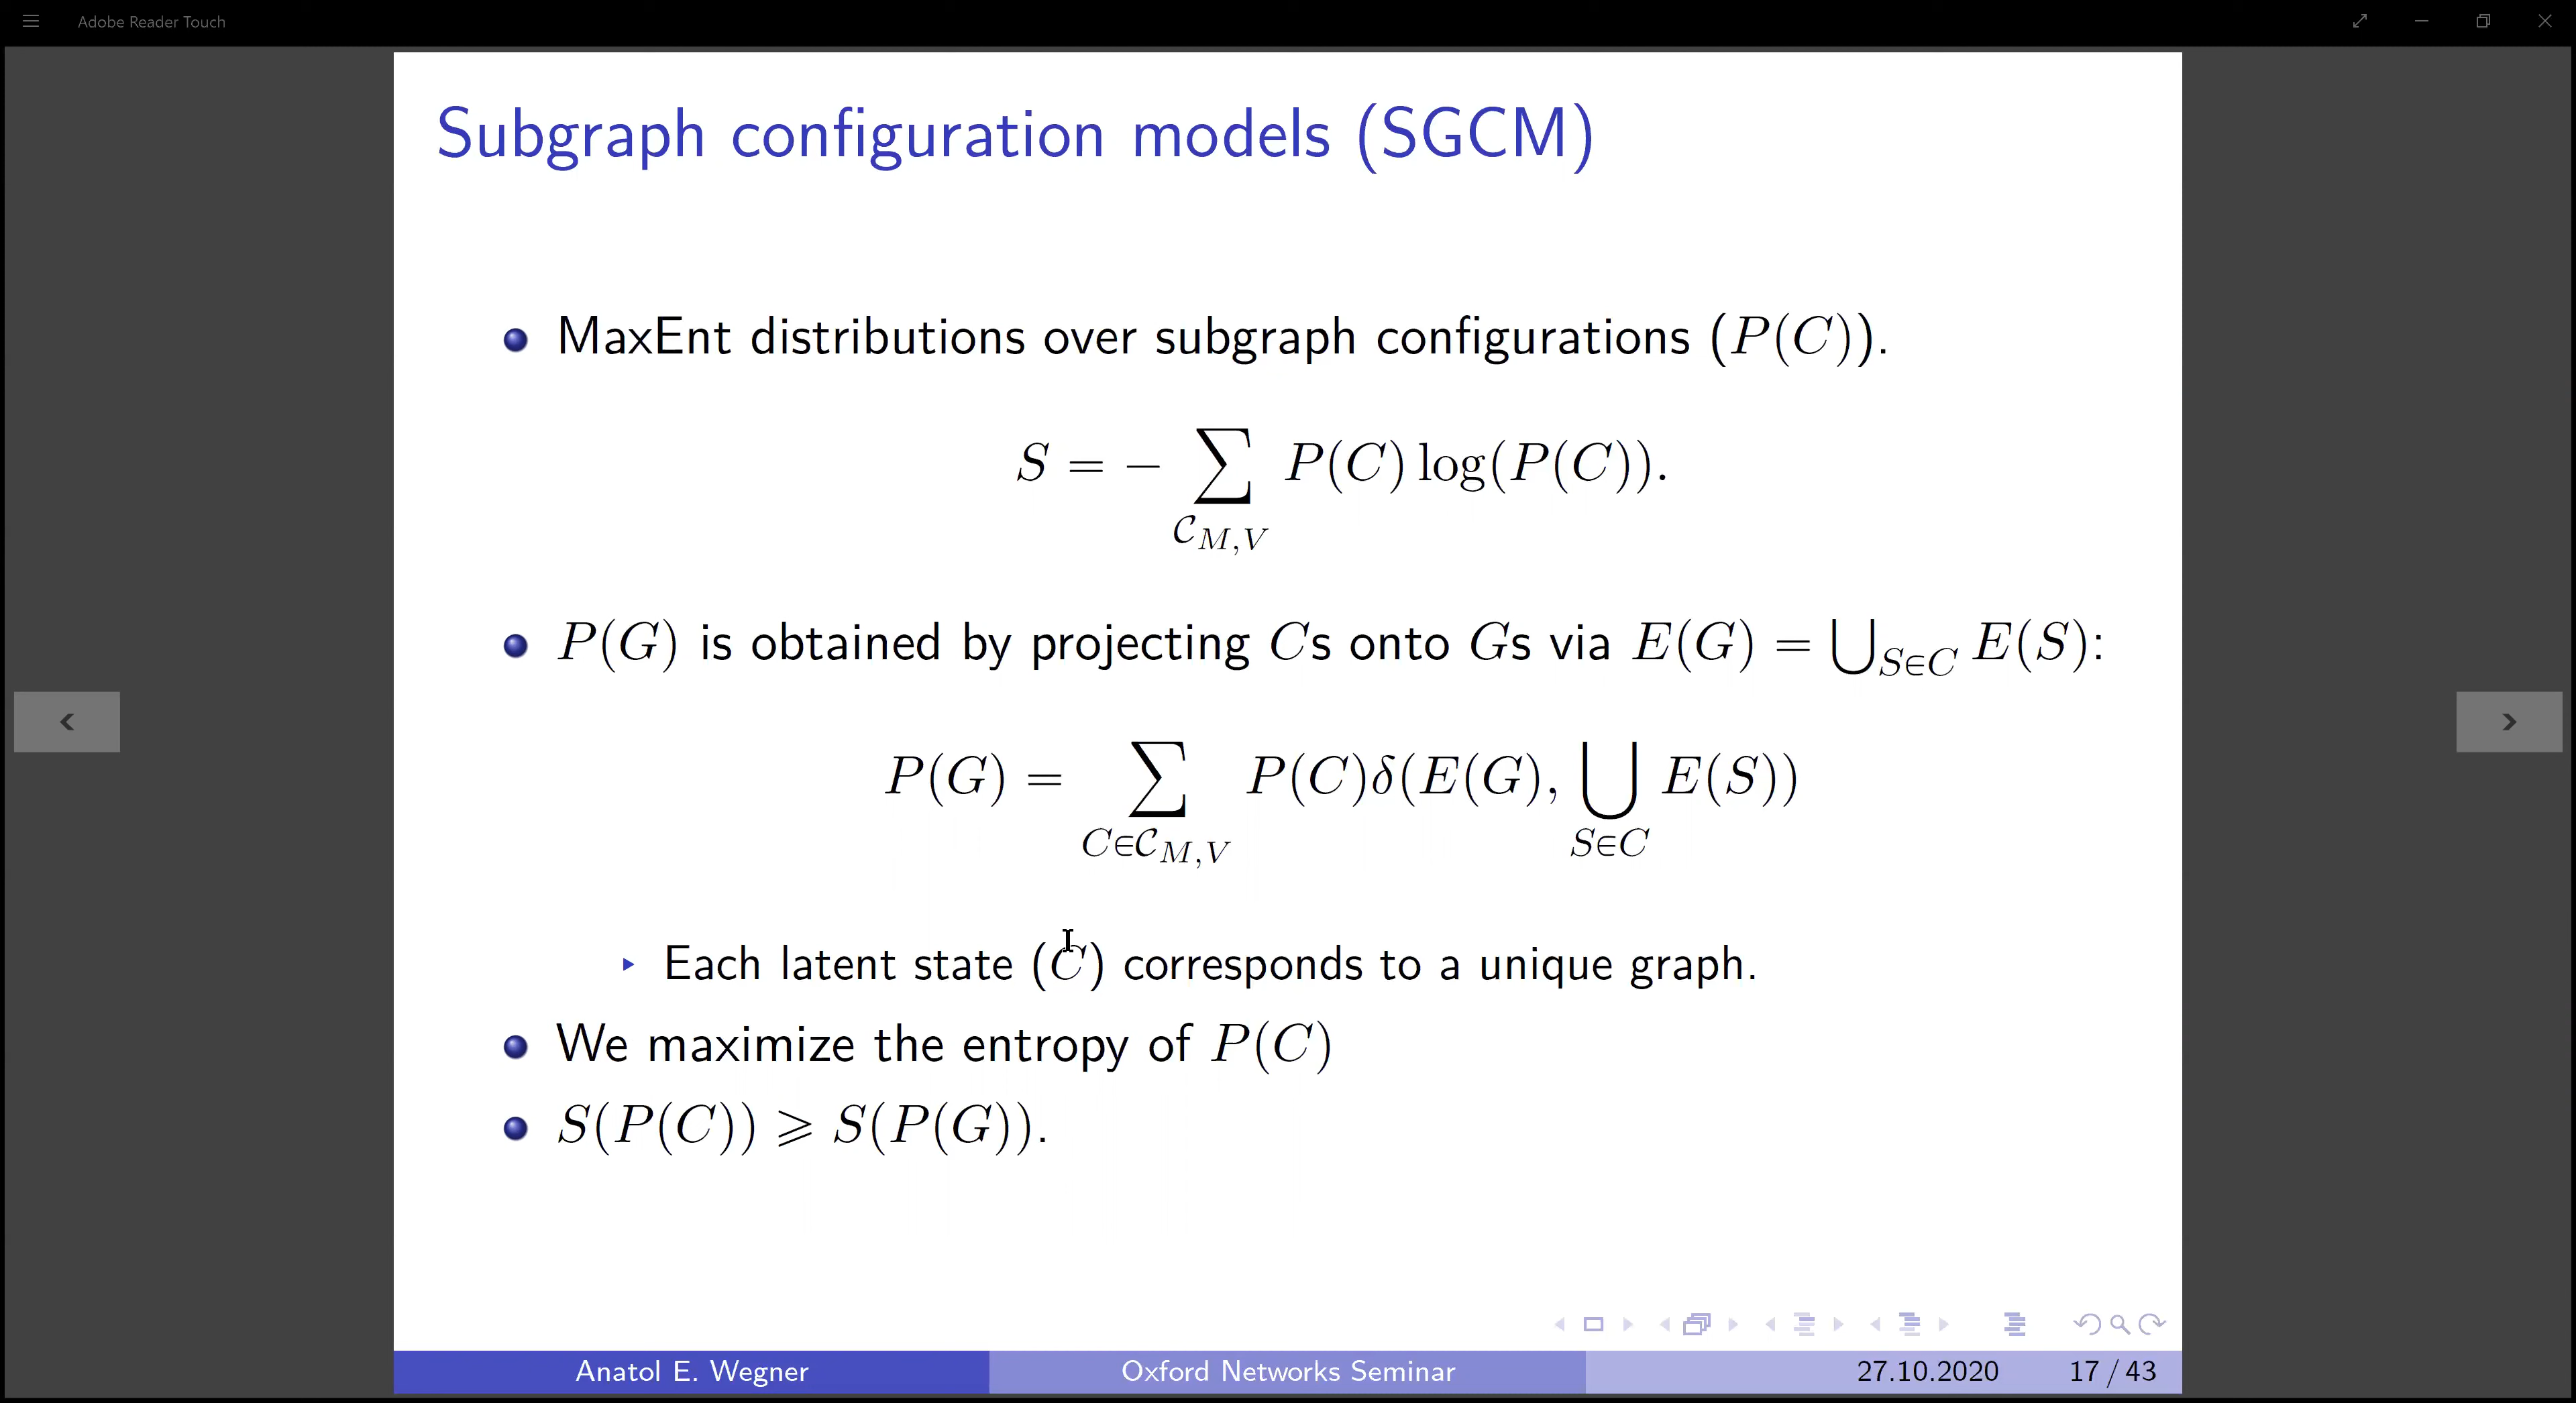 Adobe Reader Touch
Subgraph configuration models (SGCM)
MaxEnt distributions over subgraph configurations (P(C)).
S = − ∑_{𝒞_{M,V}} P(C) log(P(C)).
P(G) is obtained by projecting Cs onto Gs via E(G) = ⋃_{S∈C} E(S):
P(G) = ∑_{C∈𝒞_{M,V}} P(C)δ(E(G), ⋃_{S∈C} E(S))
Each latent state (C) corresponds to a unique graph.
We maximize the entropy of P(C)
S(P(C)) ⩾ S(P(G)).
Anatol E. Wegner
Oxford Networks Seminar
27.10.2020
17 / 43